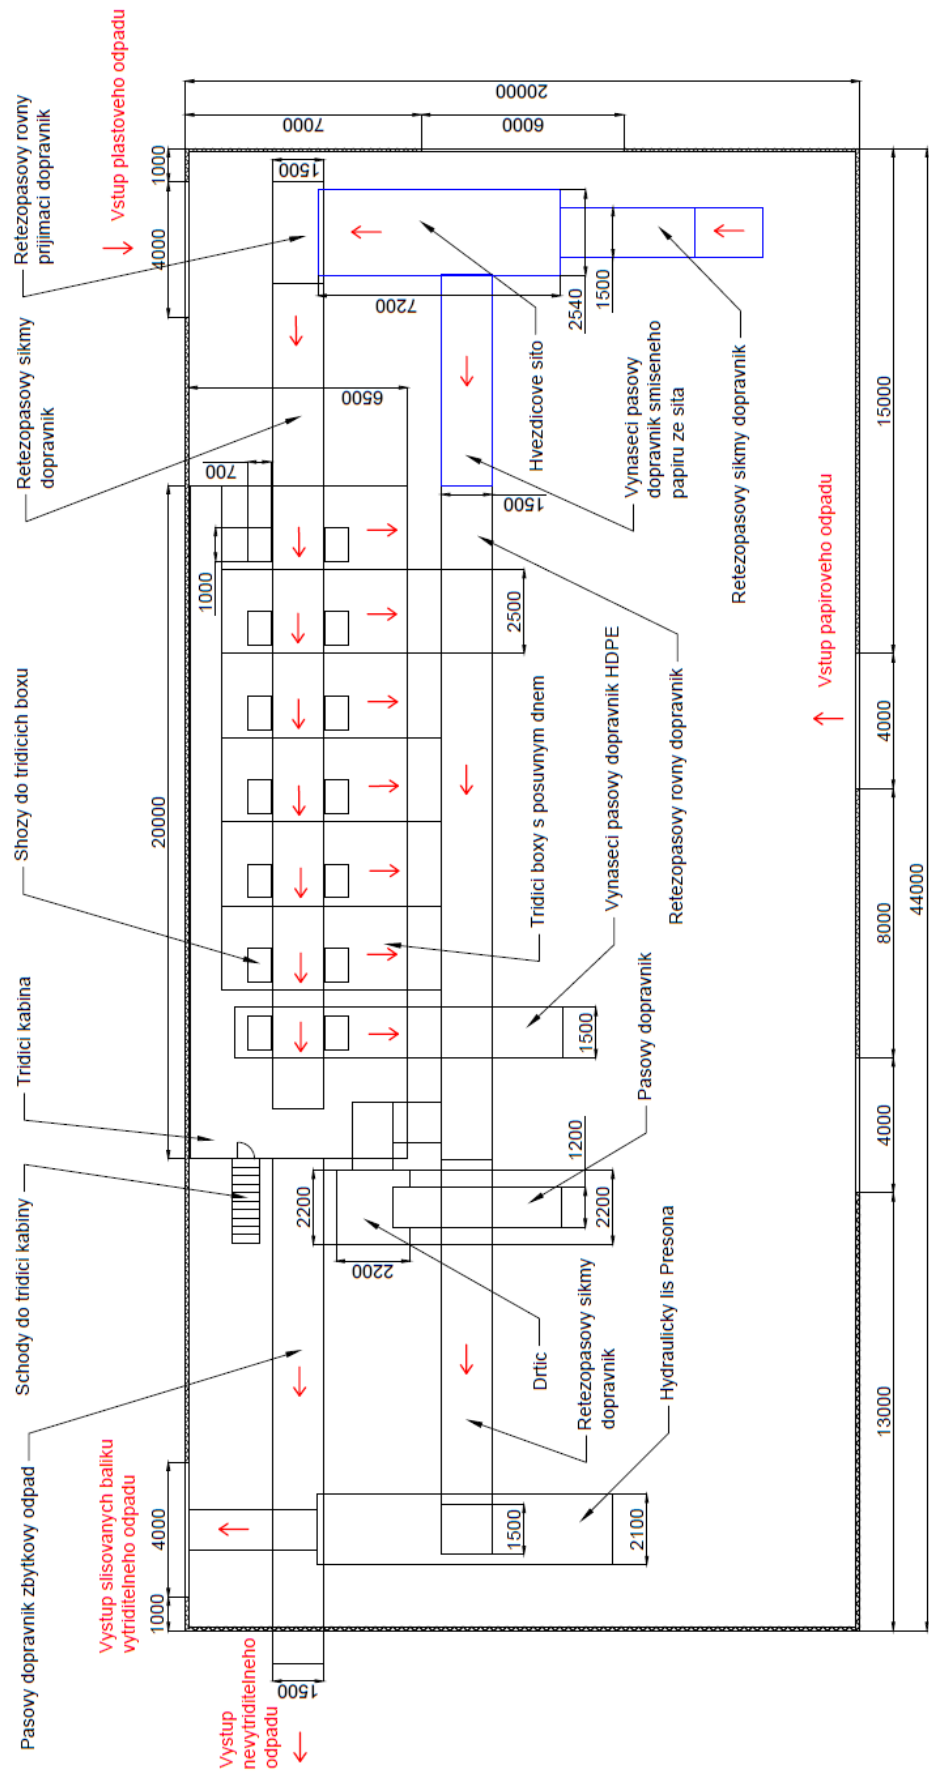 Pasovy dopravnik zbytkovy odpad
Schody do tridici kabiny
Tridici kabina
Shozy do tridicich boxu
Retezopasovy sikmy
dopravnik
Retezopasovy rovny
prijimaci dopravnik
Vystup slisovanych baliku
vytriditelneho odpadu
Vstup plastoveho odpadu
1000
4000
20000
4000
1000
Vystup
nevytriditelneho
odpadu
1500
1000
700
1500
7000
20000
6000
6500
7200
2200
2200
1500
2100
2200
1200
1500
2500
1500
2540
1500
Drtic
Retezopasovy sikmy
dopravnik
Hydraulicky lis Presona
Pasovy dopravnik
Vynaseci pasovy dopravnik HDPE
Tridici boxy s posuvnym dnem
Retezopasovy rovny dopravnik
Hvezdicove sito
Vynaseci pasovy
dopravnik smiseneho
papiru ze sita
Retezopasovy sikmy dopravnik
Vstup papiroveho odpadu
13000
4000
8000
4000
15000
44000